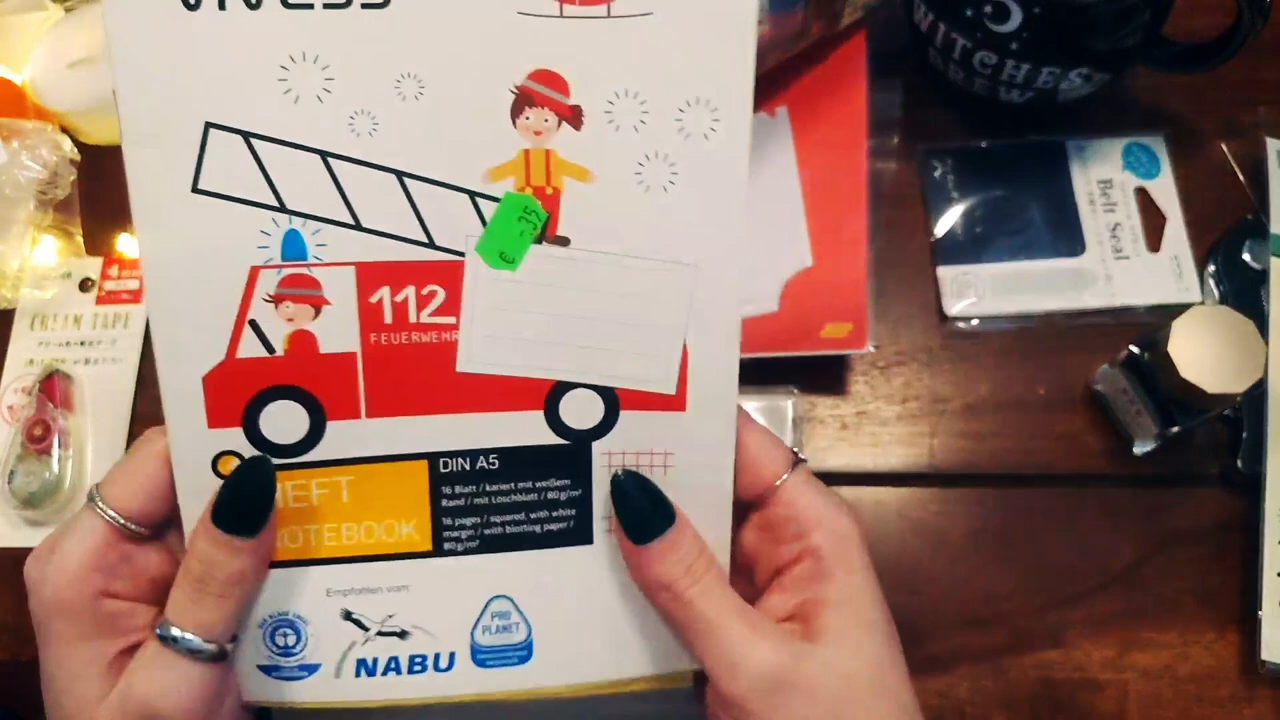 WITCHES
BREW
€ -.35
112
FEUERWEHR
Belt Seal
CREAM TAPE
HEFT
NOTEBOOK
DIN A5
16 Blatt / kariert mit weißem
Rand / mit Löschblatt / 80 g/m²
16 pages / squared, with white
margin / with blotting paper /
80 g/m²
Empfohlen vom:
NABU
PRO
PLANET